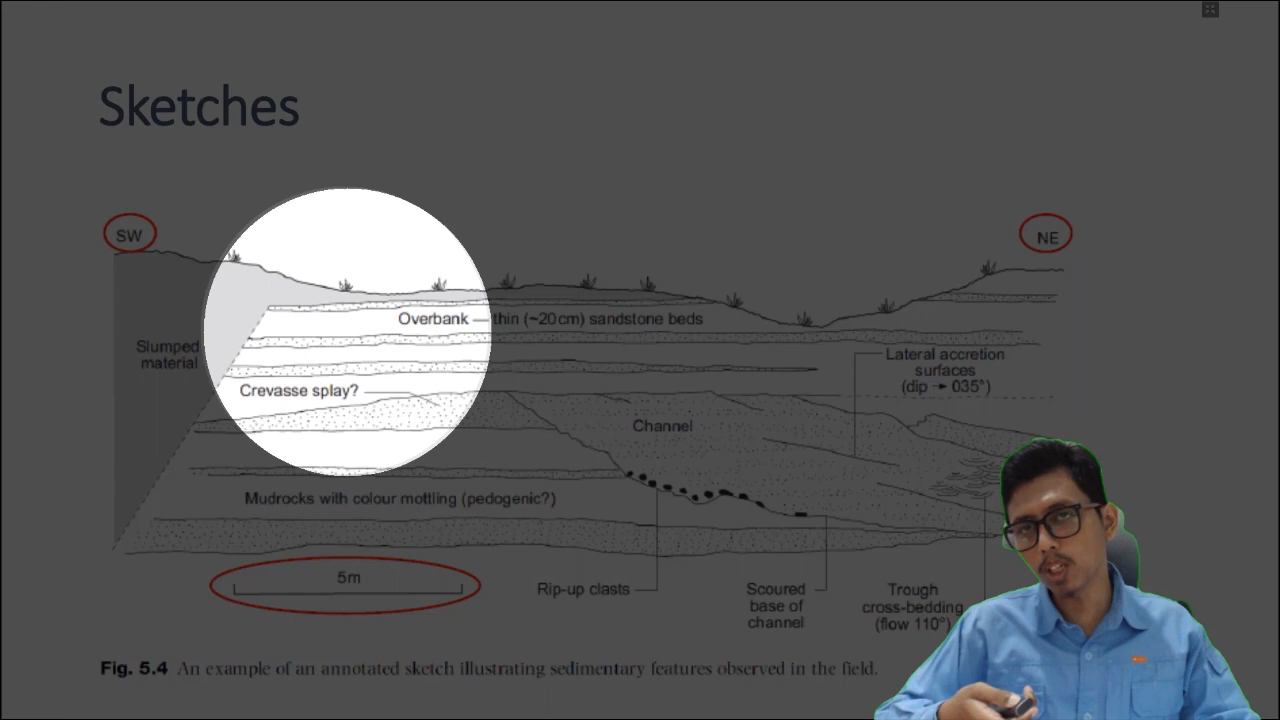 Sketches
SW
NE
Overbank — thin (~20cm) sandstone beds
Slumped
material
Lateral accretion
surfaces
(dip → 035°)
Crevasse splay?
Channel
Mudrocks with colour mottling (pedogenic?)
5m
Rip-up clasts
Scoured
base of
channel
Trough
cross-bedding
(flow 110°)
Fig. 5.4 An example of an annotated sketch illustrating sedimentary features observed in the field.